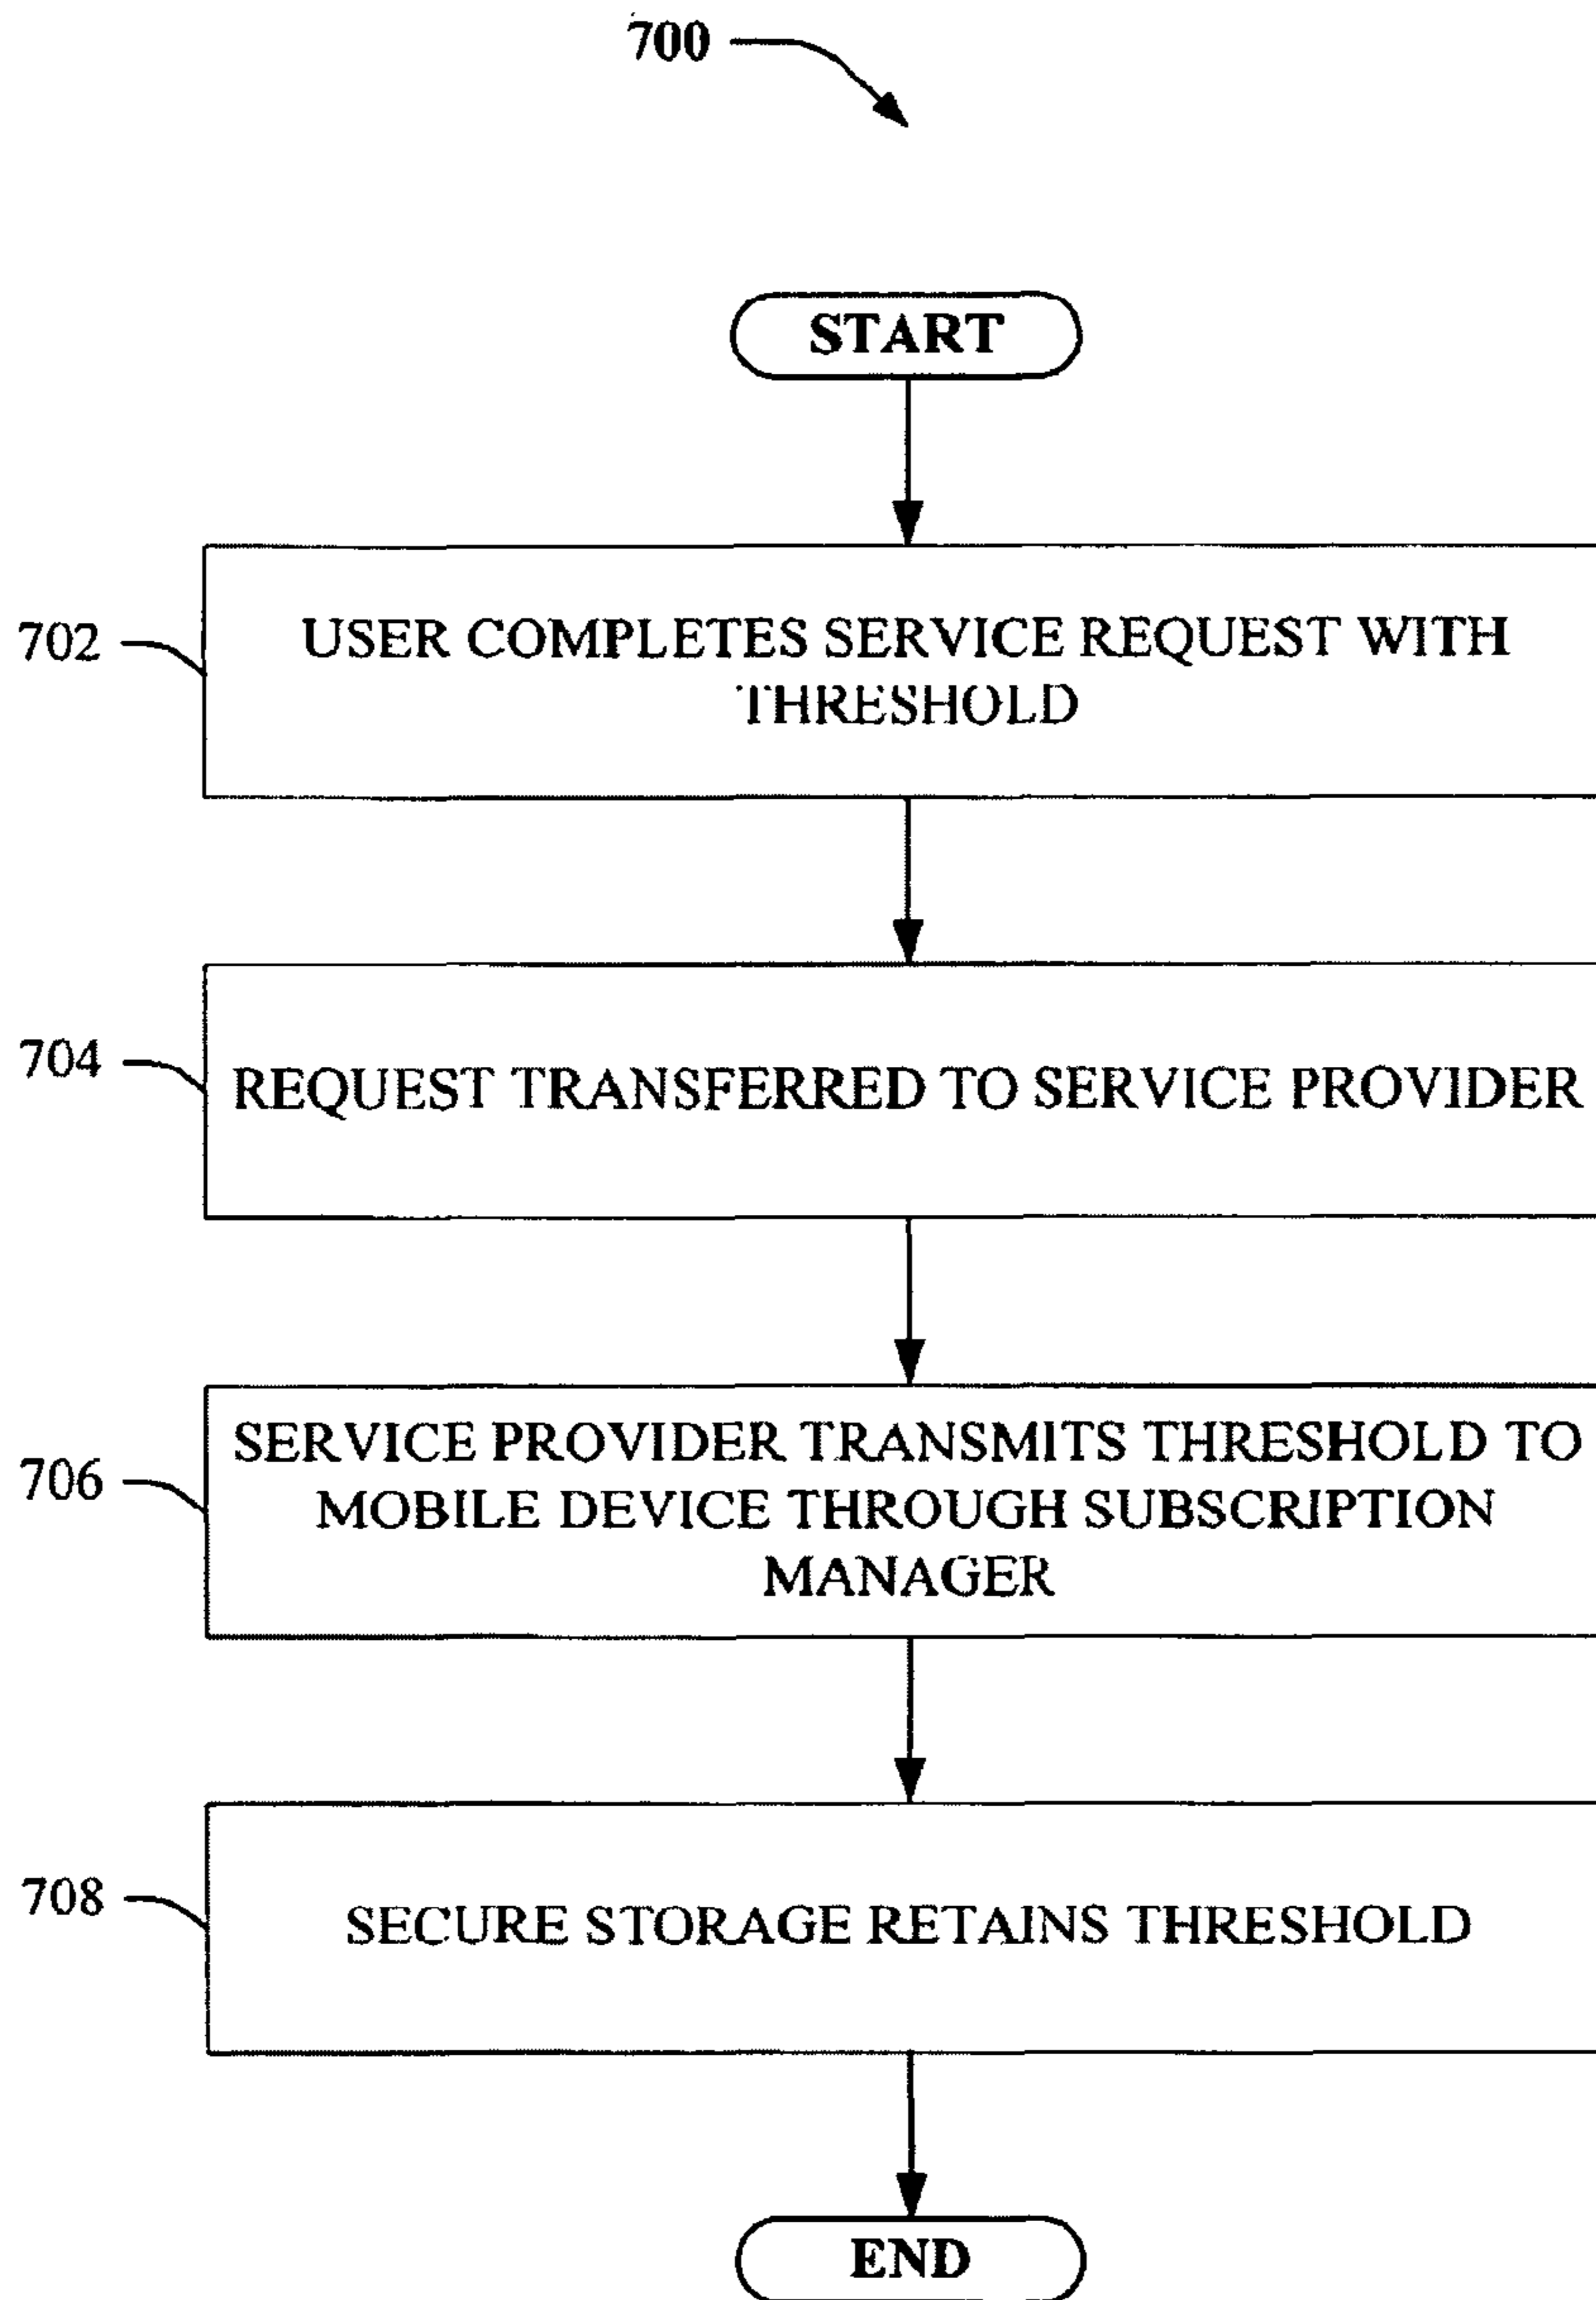 700
START
702
USER COMPLETES SERVICE REQUEST WITH
THRESHOLD
704
REQUEST TRANSFERRED TO SERVICE PROVIDER
706
SERVICE PROVIDER TRANSMITS THRESHOLD TO
MOBILE DEVICE THROUGH SUBSCRIPTION
MANAGER
708
SECURE STORAGE RETAINS THRESHOLD
END